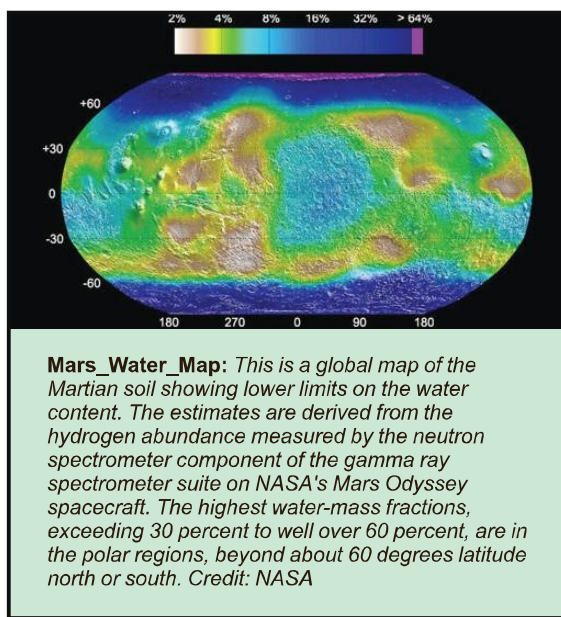 2% 4% 8% 16% 32% > 64%
+60
+30
0
-30
-60
180 270 0 90 180
Mars_Water_Map: This is a global map of the
Martian soil showing lower limits on the water
content. The estimates are derived from the
hydrogen abundance measured by the neutron
spectrometer component of the gamma ray
spectrometer suite on NASA's Mars Odyssey
spacecraft. The highest water-mass fractions,
exceeding 30 percent to well over 60 percent, are in
the polar regions, beyond about 60 degrees latitude
north or south. Credit: NASA